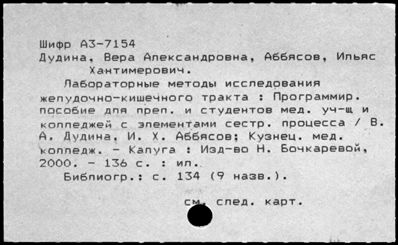 Шифр А3-7154
Дудина, Вера Александровна, Аббясов, Ильяс
Хантимерович.
Лабораторные методы исследования
желудочно-кишечного тракта : Программир.
пособие для преп. и студентов мед. уч-щ и
колледжей с элементами сестр. процесса / В.
А. Дудина, И. Х. Аббясов; Кузнец. мед.
колледж. - Калуга : Изд-во Н. Бочкаревой,
2000. - 136 с. : ил.
Библиогр.: с. 134 (9 назв.).
см. след. карт.